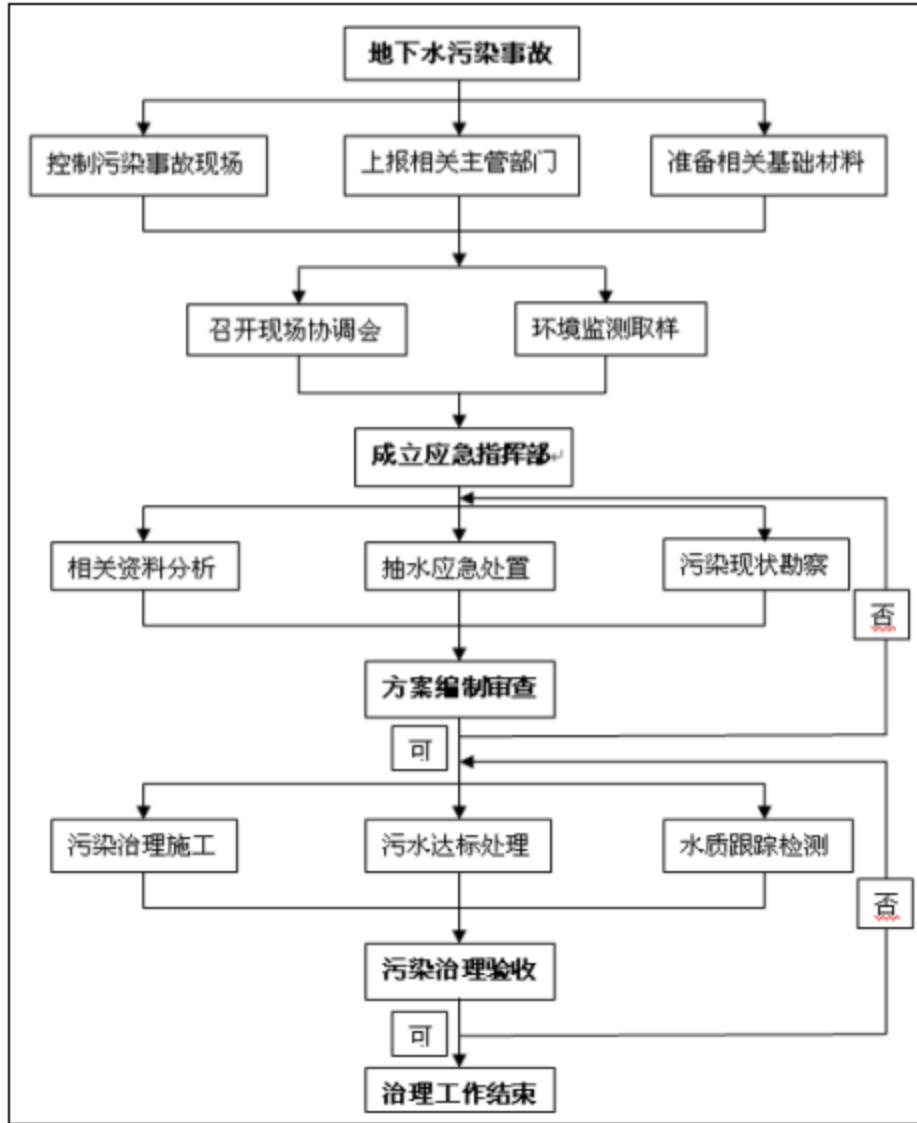 地下水污染事故
控制污染事故现场
上报相关主管部门
准备相关基础材料
召开现场协调会
环境监测取样
成立应急指挥部
相关资料分析
抽水应急处置
污染现状勘察
否
方案编制审查
可
污染治理施工
污水达标处理
水质跟踪检测
否
污染治理验收
可
治理工作结束